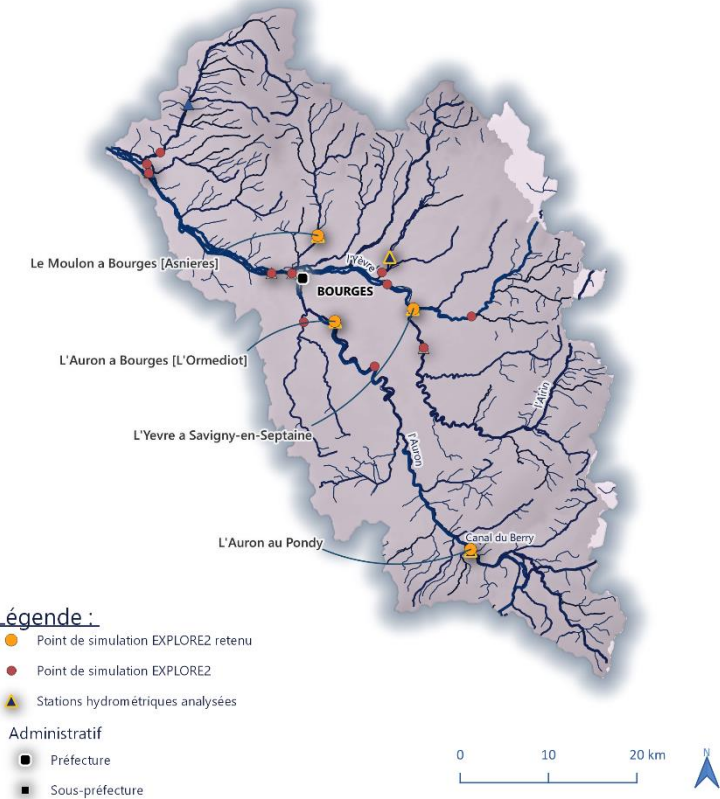 Le Moulon a Bourges [Asnieres]
l'Yèvre
BOURGES
L'Auron a Bourges [L'Ormediot]
l'Airin
L'Yevre a Savigny-en-Septaine
l'Auron
L'Auron au Pondy
Canal du Berry
Légende :
Point de simulation EXPLORE2 retenu
Point de simulation EXPLORE2
Stations hydrométriques analysées
Administratif
Préfecture
Sous-préfecture
0 10 20 km
N